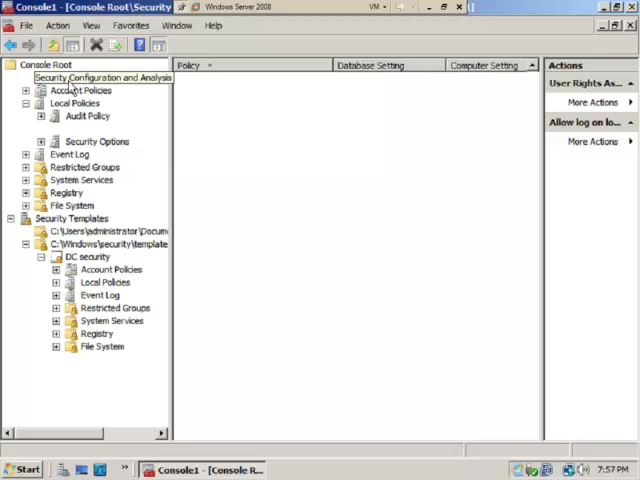 Console1 - [Console Root\Security
Windows Server 2008
VM
File Action View Favorites Window Help
Console Root
Security Configuration and Analysis
Account Policies
Local Policies
Audit Policy
Security Options
Event Log
Restricted Groups
System Services
Registry
File System
Security Templates
C:\Users\administrator\Docum
C:\Windows\security\template
DC security
Account Policies
Local Policies
Event Log
Restricted Groups
System Services
Registry
File System
Policy Database Setting Computer Setting
Actions
User Rights As...
More Actions
Allow log on lo...
More Actions
Start
Console1 - [Console R...
7:57 PM